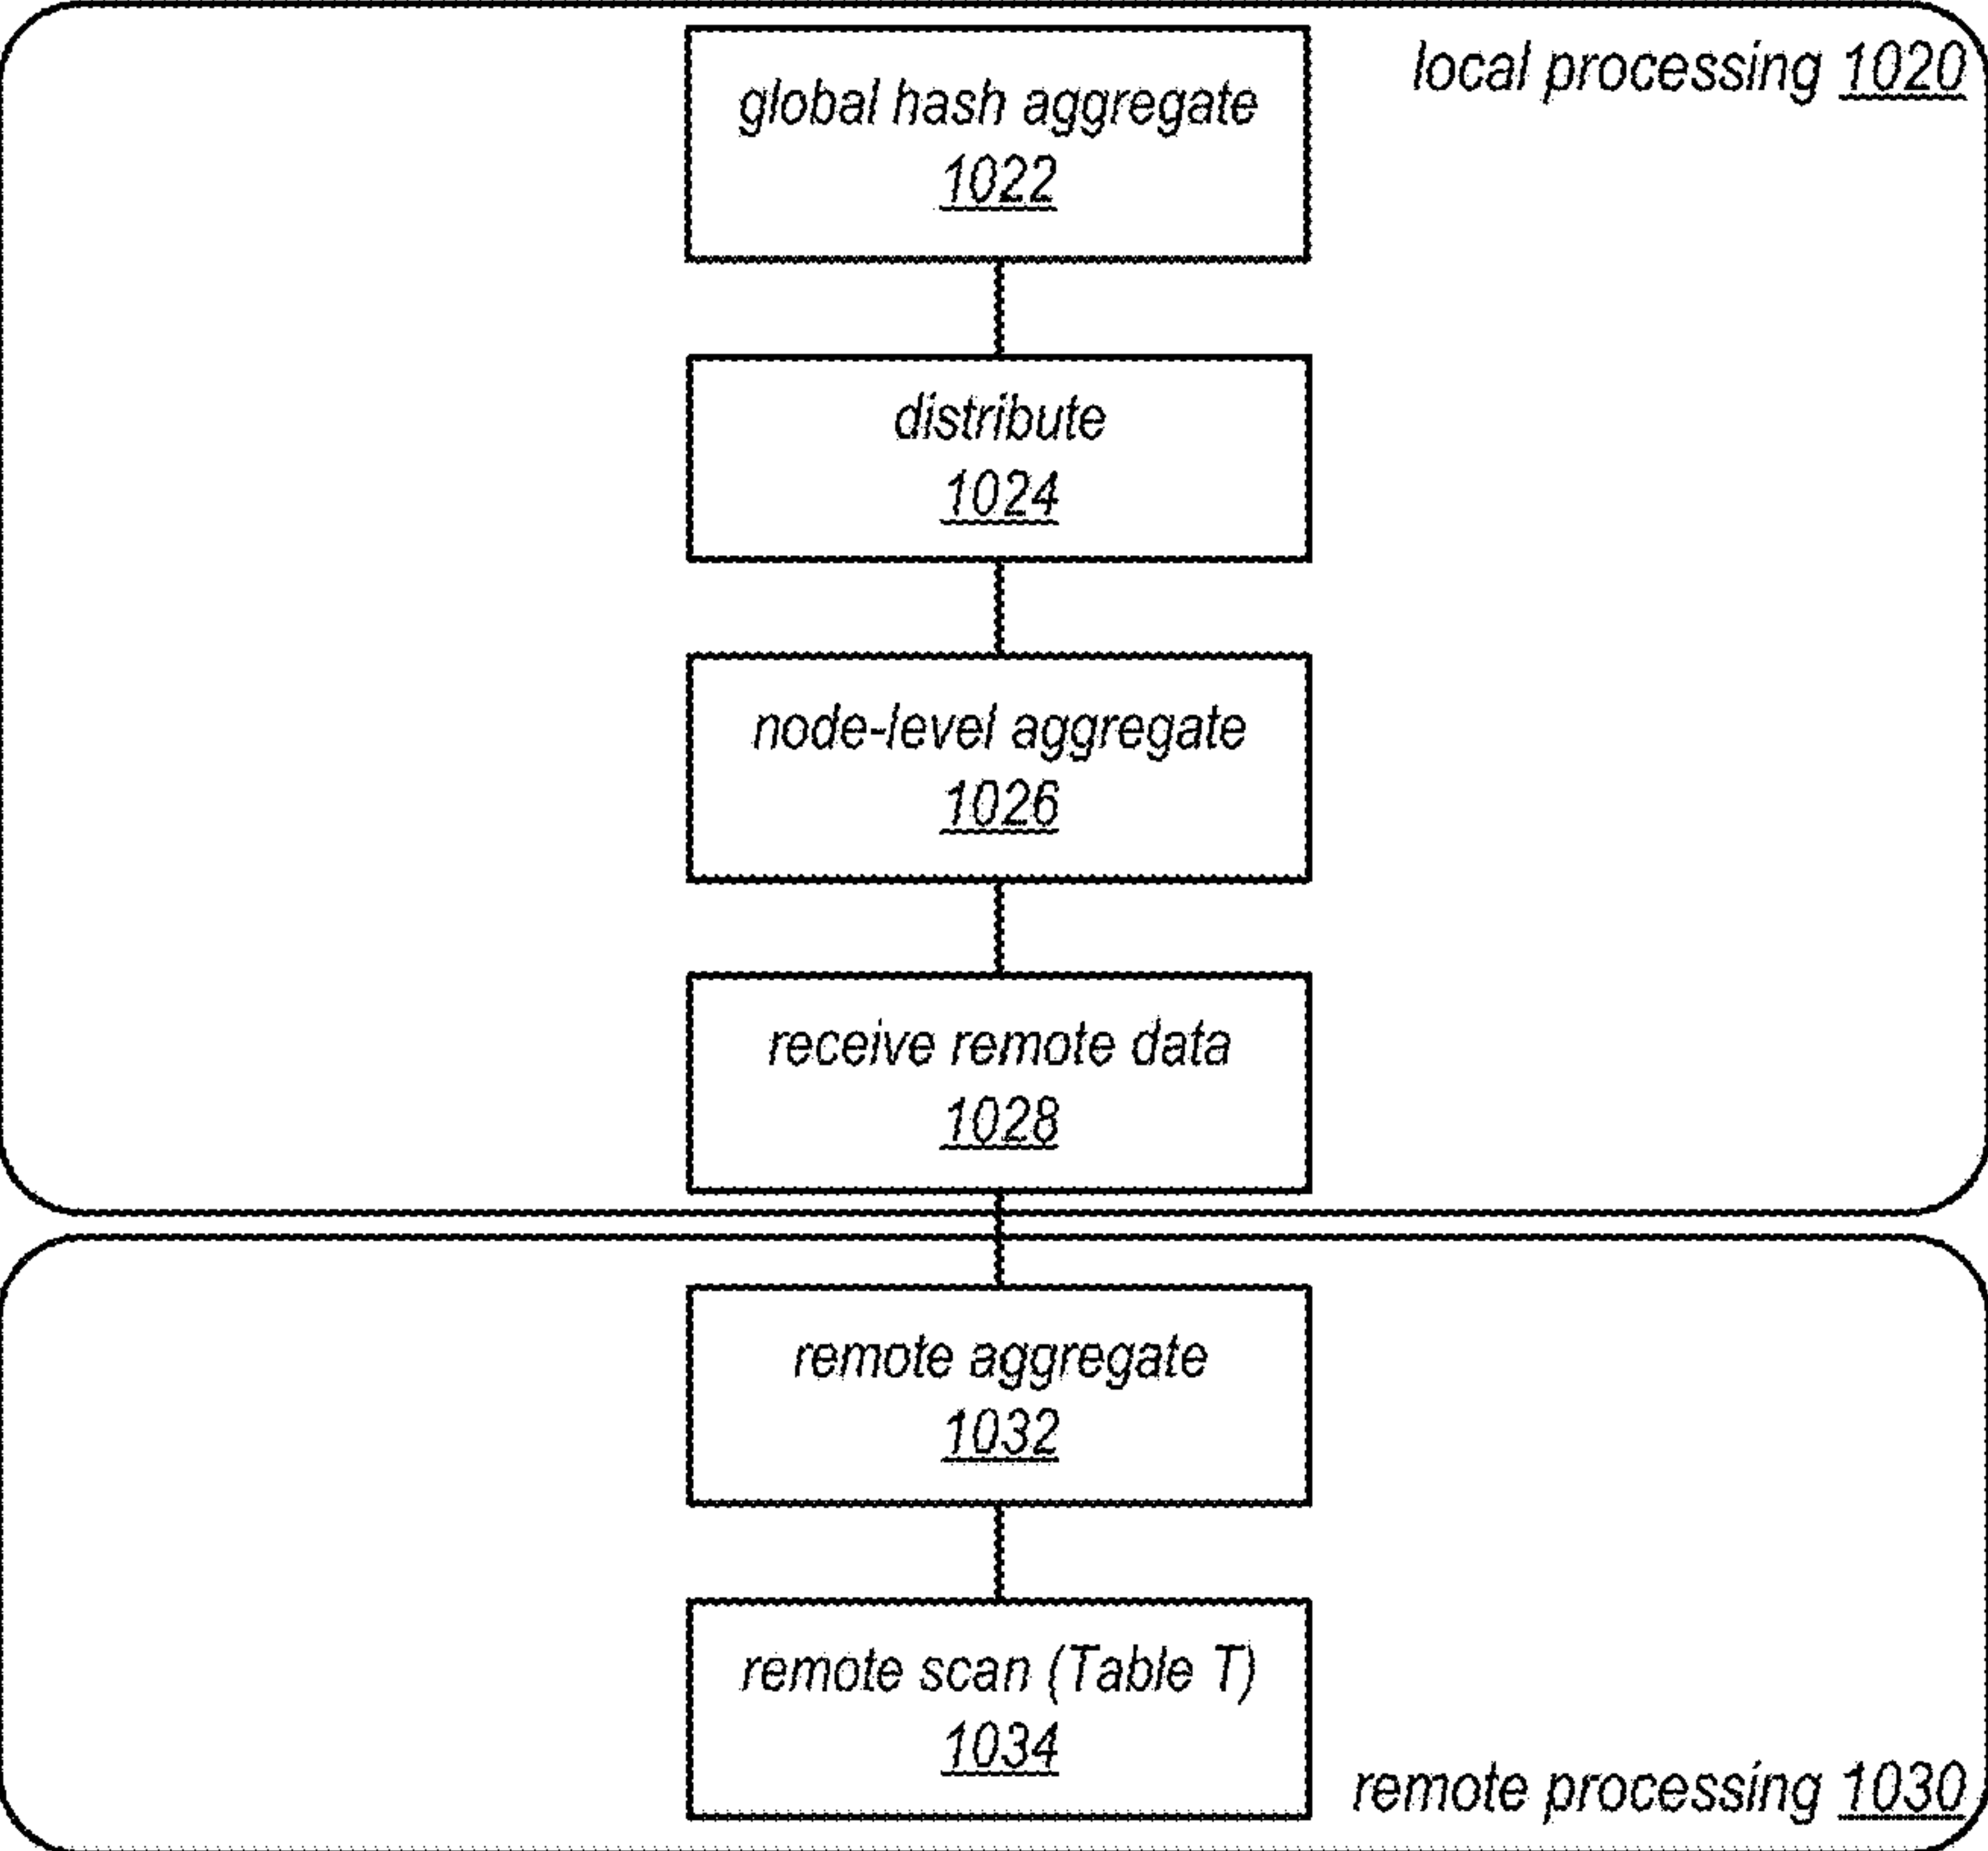 local processing 1020
global hash aggregate
1022
distribute
1024
node-level aggregate
1026
receive remote data
1028
remote aggregate
1032
remote scan (Table T)
1034
remote processing 1030